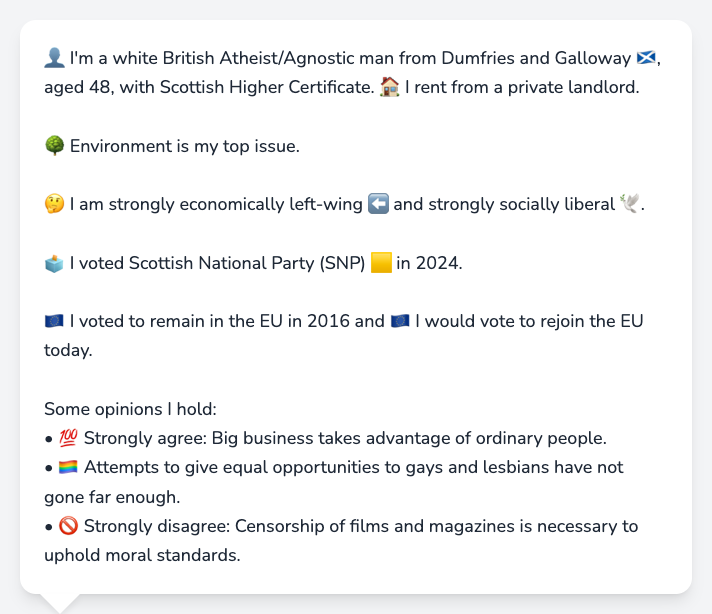 👤 I'm a white British Atheist/Agnostic man from Dumfries and Galloway 🏴󠁧󠁢󠁳󠁣󠁴󠁿,
aged 48, with Scottish Higher Certificate. 🏠 I rent from a private landlord.
🌳 Environment is my top issue.
🤔 I am strongly economically left-wing ⬅️ and strongly socially liberal 🕊️.
🗳️ I voted Scottish National Party (SNP) 🟨 in 2024.
🇪🇺 I voted to remain in the EU in 2016 and 🇪🇺 I would vote to rejoin the EU
today.
Some opinions I hold:
• 💯 Strongly agree: Big business takes advantage of ordinary people.
• 🏳️‍🌈 Attempts to give equal opportunities to gays and lesbians have not
gone far enough.
• 🚫 Strongly disagree: Censorship of films and magazines is necessary to
uphold moral standards.